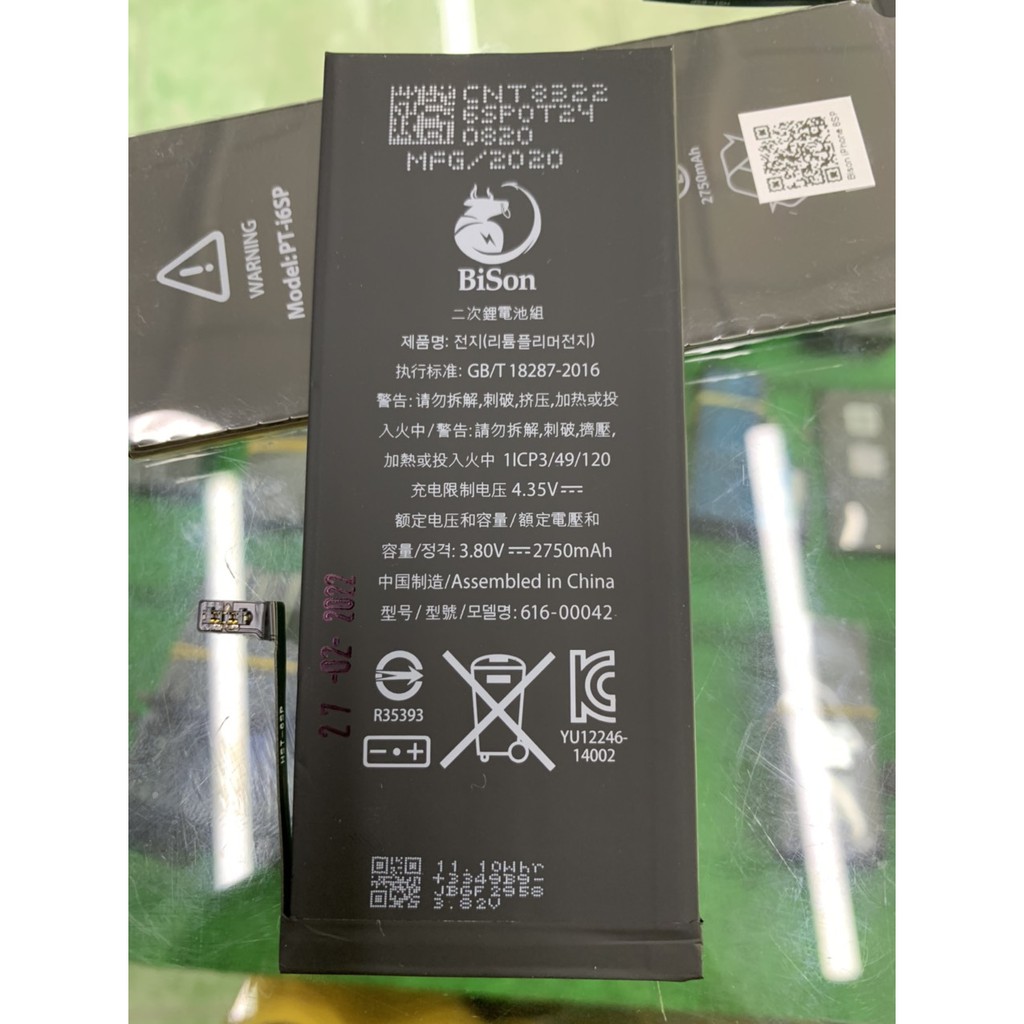 CNT8322
6SP0T24
0820
MFG/2020
BiSon
二次鋰電池組
제품명: 전지(리튬폴리머전지)
执行标准: GB/T 18287-2016
警告:请勿拆解,刺破,挤压,加热或投
入火中/警告:請勿拆解,刺破,擠壓,
加熱或投入火中 1ICP3/49/120
充电限制电压 4.35V⎓
额定电压和容量/額定電壓和
容量/정격: 3.80V⎓2750mAh
中国制造/Assembled in China
型号/型號/모델명: 616-00042
R35393
YU12246-
14002
27 -02- 2022
11.10Whr
+3349B9-
JBGF2958
3.82V
WARNING
Model:PT-i6SP
2750mAh
Bison iPhone 6SP